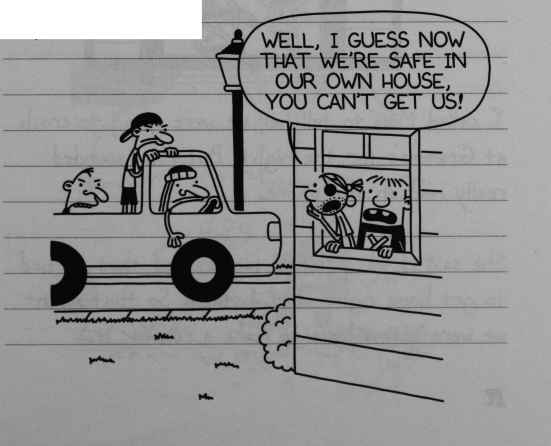 WELL, I GUESS NOW
THAT WE'RE SAFE IN
OUR OWN HOUSE,
YOU CAN'T GET US!